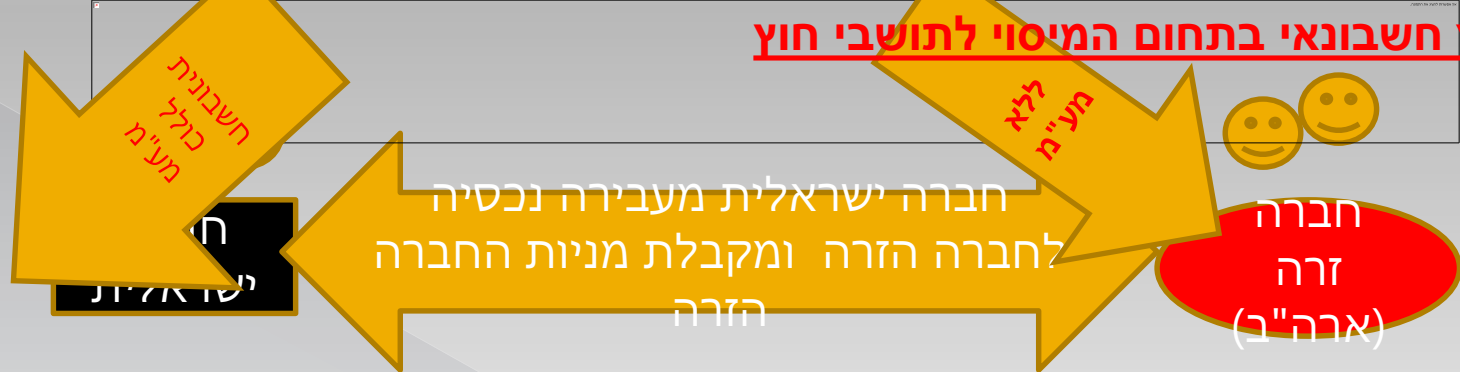 חשבונאי בתחום המיסוי לתושבי חוץ
חשבונית
כולל
מע"מ
ללא
מע"מ
חברה ישראלית מעבירה נכסיה
לחברה הזרה ומקבלת מניות החברה
הזרה
ישראלית
חברה
זרה
(ארה"ב)